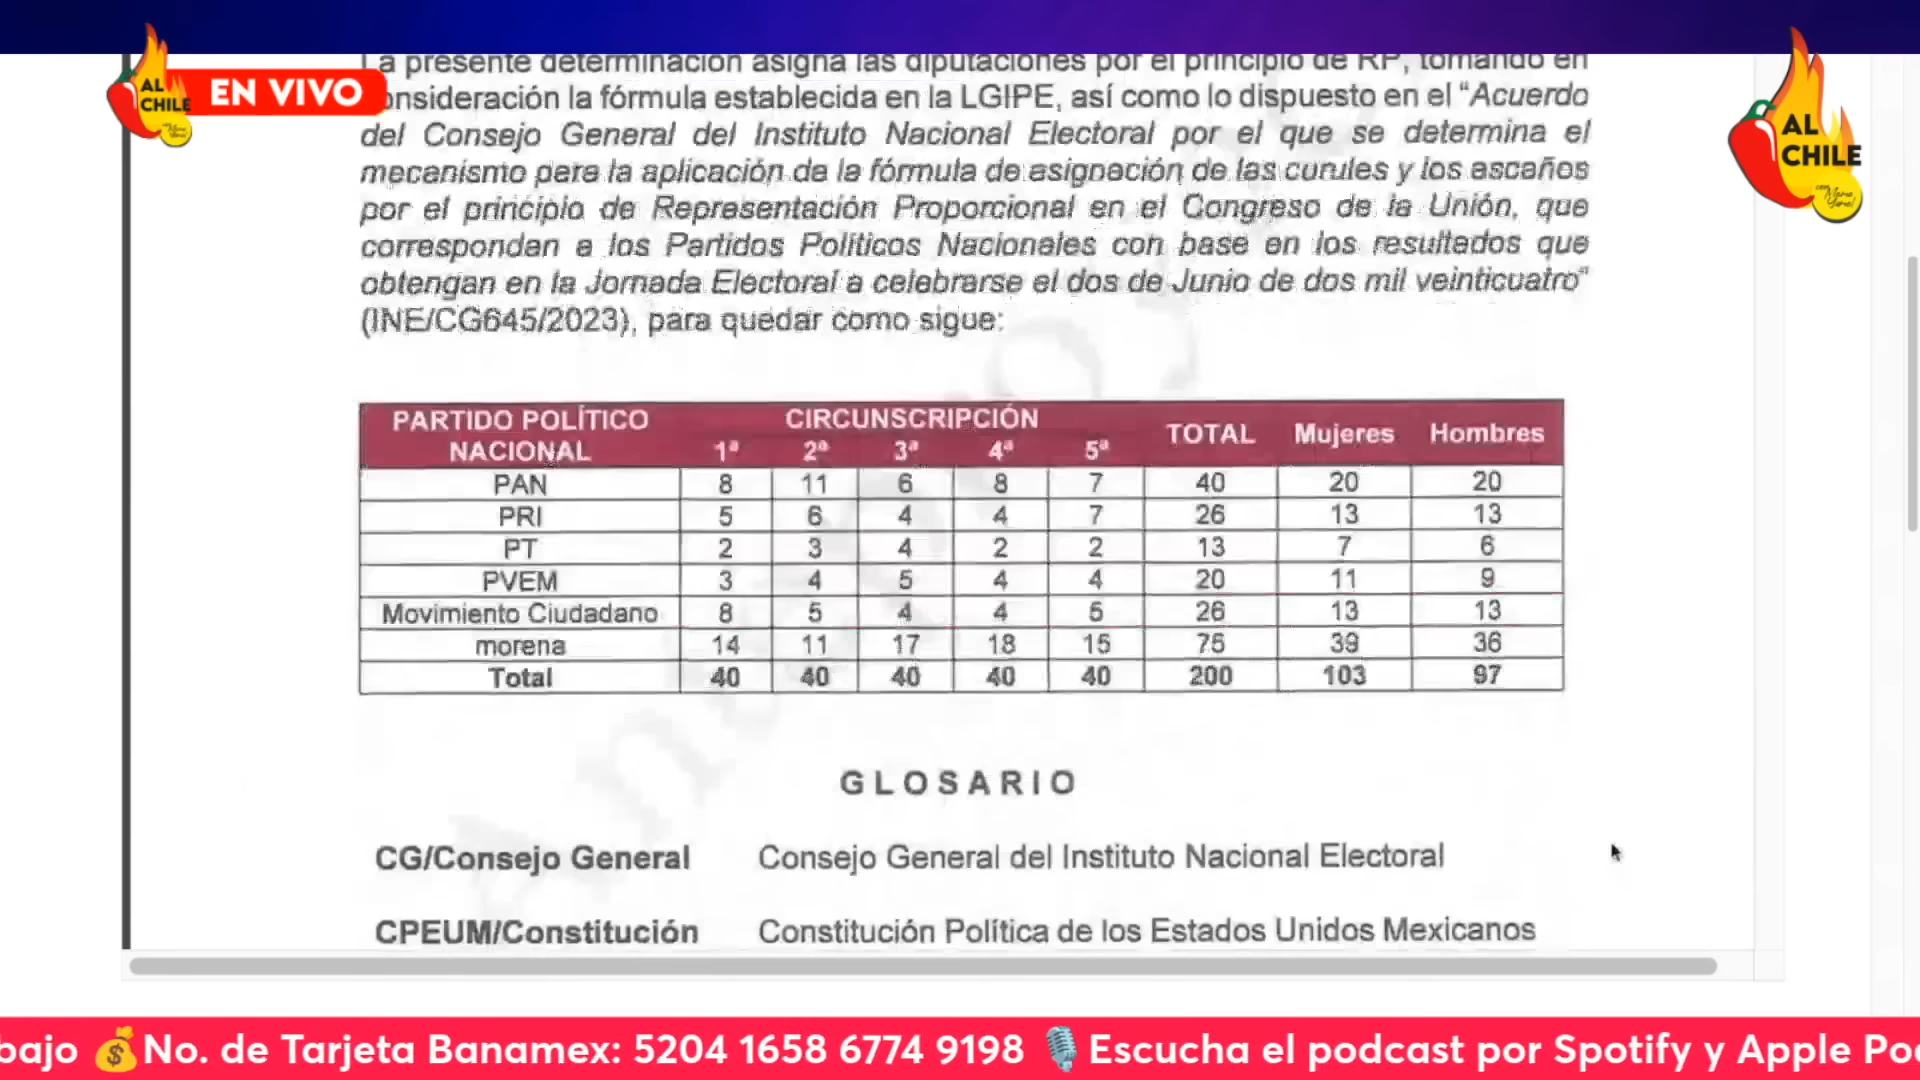 La presente determinación asigna las diputaciones por el principio de RP, tomando en
consideración la fórmula establecida en la LGIPE, así como lo dispuesto en el “Acuerdo
del Consejo General del Instituto Nacional Electoral por el que se determina el
mecanismo para la aplicación de la fórmula de asignación de las curules y los escaños
por el principio de Representación Proporcional en el Congreso de la Unión, que
correspondan a los Partidos Políticos Nacionales con base en los resultados que
obtengan en la Jornada Electoral a celebrarse el dos de Junio de dos mil veinticuatro”
(INE/CG645/2023), para quedar como sigue:
AL
CHILE
EN VIVO
AL
CHILE
PARTIDO POLÍTICO NACIONAL CIRCUNSCRIPCIÓN TOTAL Mujeres Hombres
1ª 2ª 3ª 4ª 5ª
PAN 8 11 6 8 7 40 20 20
PRI 5 6 4 4 7 26 13 13
PT 2 3 4 2 2 13 7 6
PVEM 3 4 5 4 4 20 11 9
Movimiento Ciudadano 8 5 4 4 5 26 13 13
morena 14 11 17 18 15 75 39 36
Total 40 40 40 40 40 200 103 97
GLOSARIO
CG/Consejo General Consejo General del Instituto Nacional Electoral
CPEUM/Constitución Constitución Política de los Estados Unidos Mexicanos
bajo 💰No. de Tarjeta Banamex: 5204 1658 6774 9198 🎙️Escucha el podcast por Spotify y Apple Po